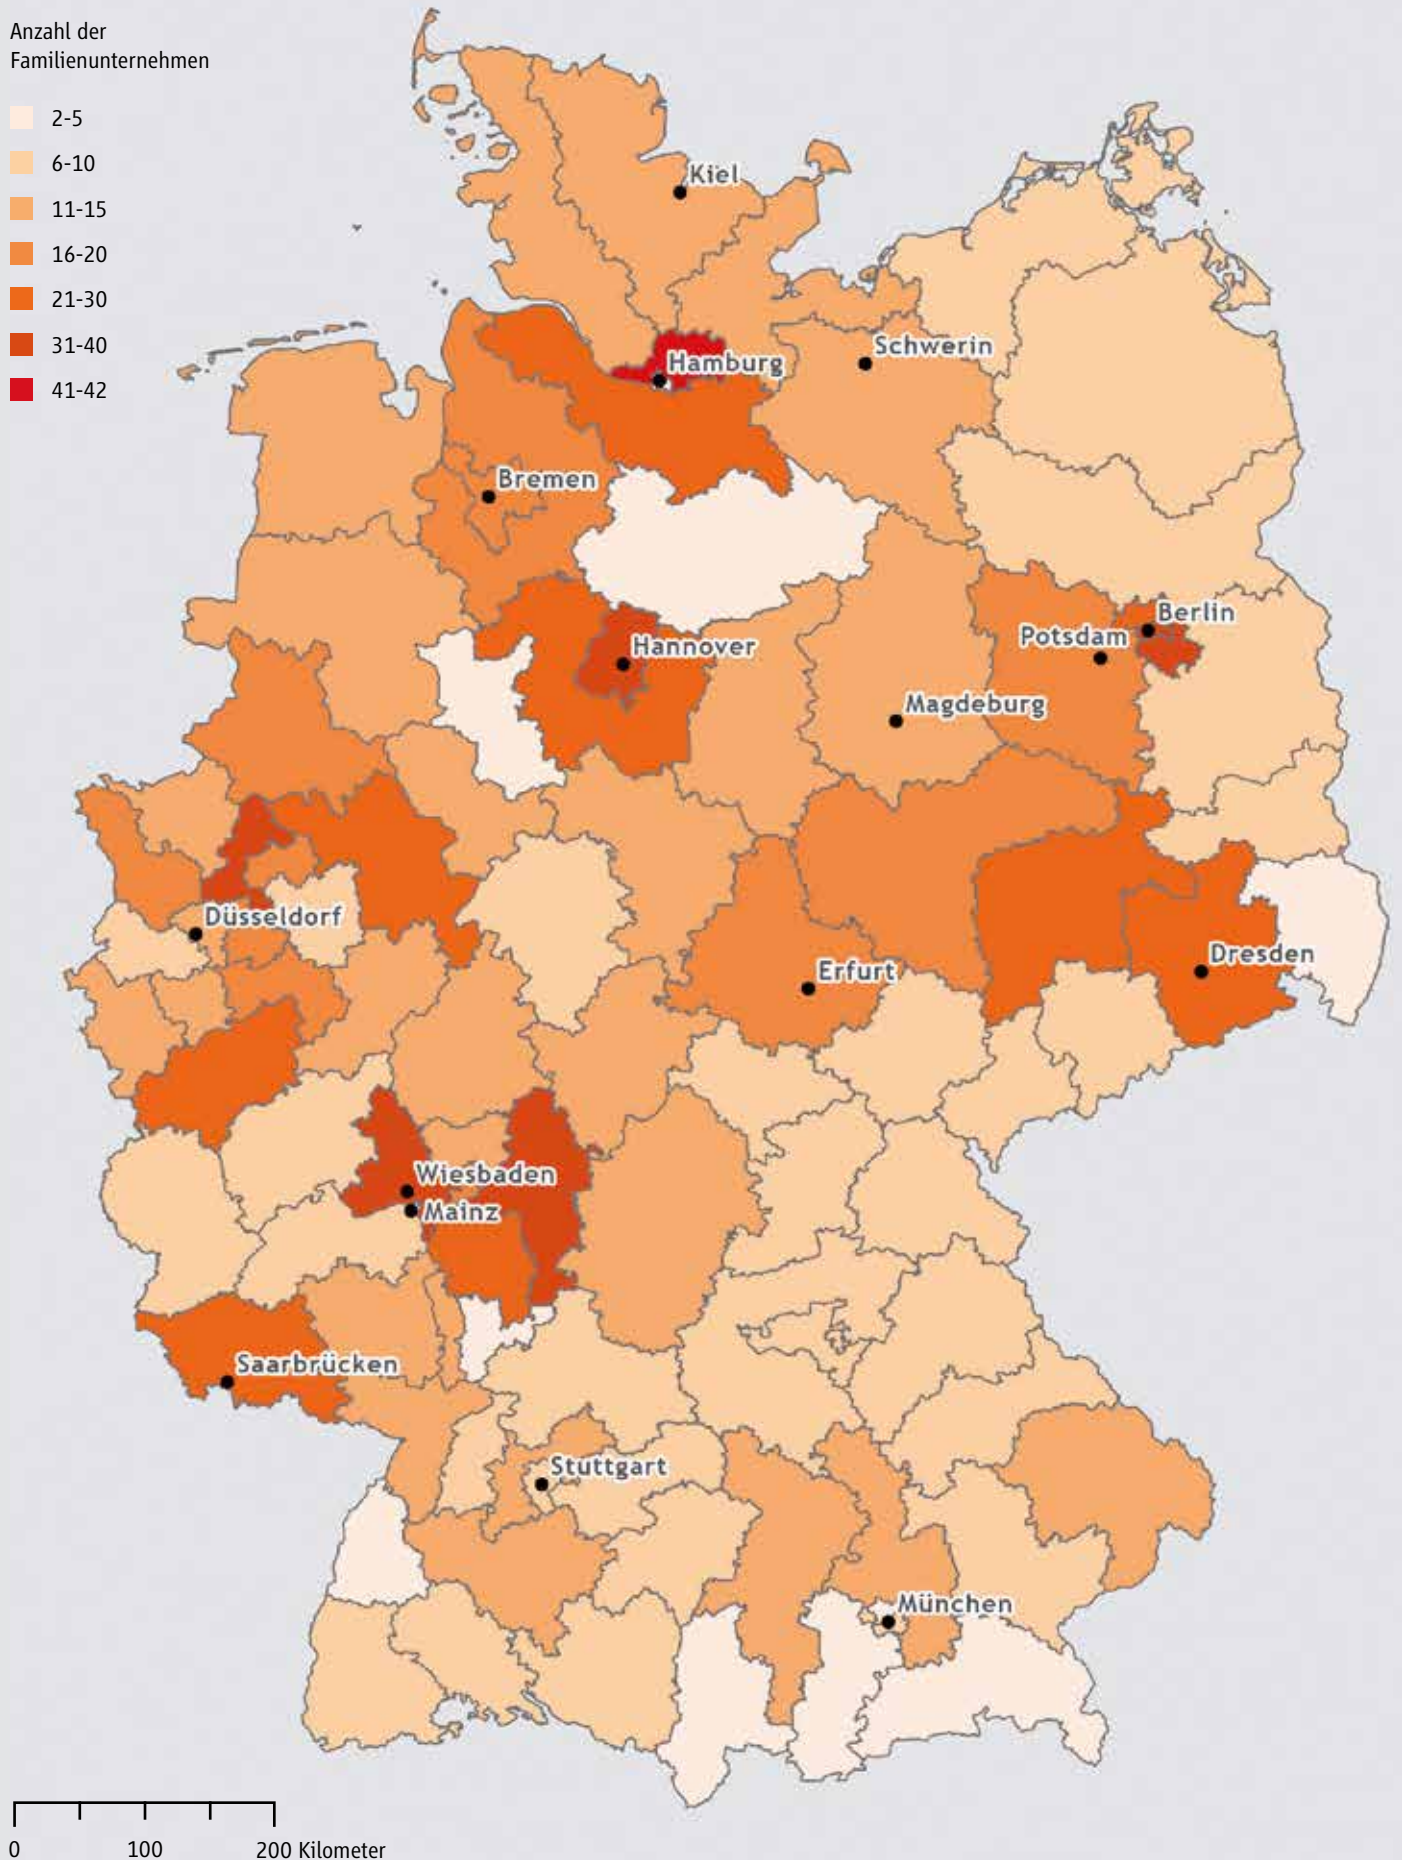 Anzahl der
Familienunternehmen
2-5
6-10
11-15
16-20
21-30
31-40
41-42
Kiel
Schwerin
Hamburg
Bremen
Berlin
Potsdam
Hannover
Magdeburg
Düsseldorf
Dresden
Erfurt
Wiesbaden
Mainz
Saarbrücken
Stuttgart
München
0 100 200 Kilometer